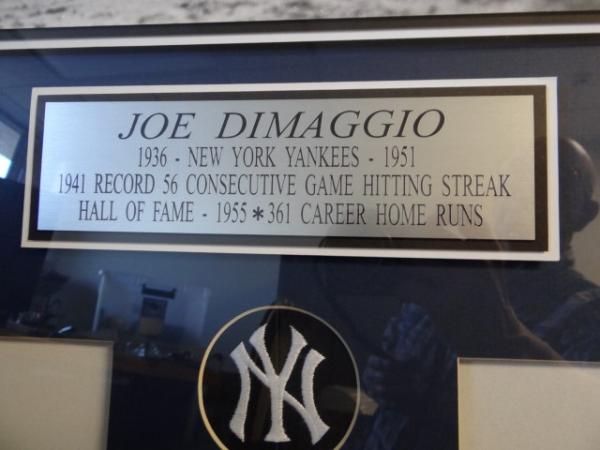 JOE DIMAGGIO
1936 - NEW YORK YANKEES - 1951
1941 RECORD 56 CONSECUTIVE GAME HITTING STREAK
HALL OF FAME - 1955 * 361 CAREER HOME RUNS
NY